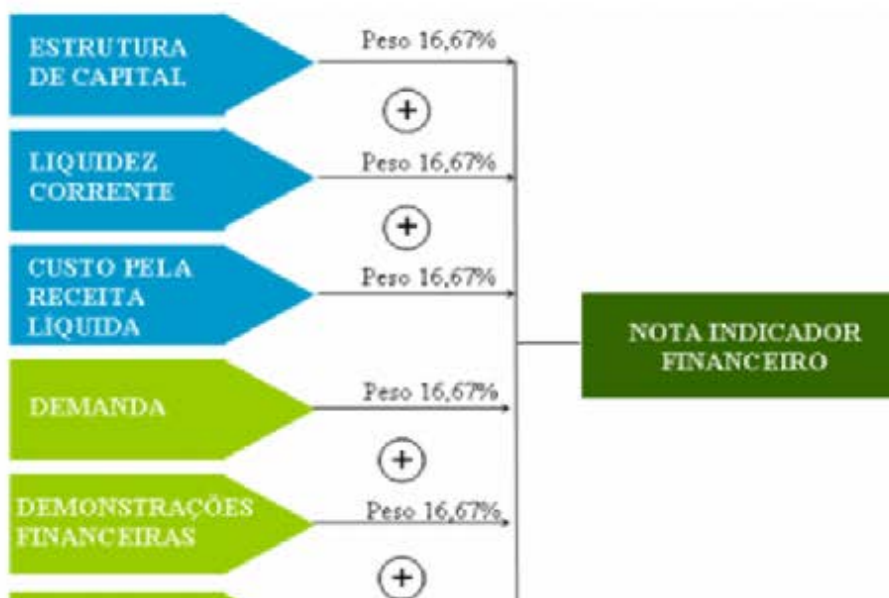 ESTRUTURA
DE CAPITAL
Peso 16,67%
+
LIQUIDEZ
CORRENTE
Peso 16,67%
+
CUSTO PELA
RECEITA
LÍQUIDA
Peso 16,67%
NOTA INDICADOR
FINANCEIRO
DEMANDA
Peso 16,67%
+
DEMONSTRAÇÕES
FINANCEIRAS
Peso 16,67%
+